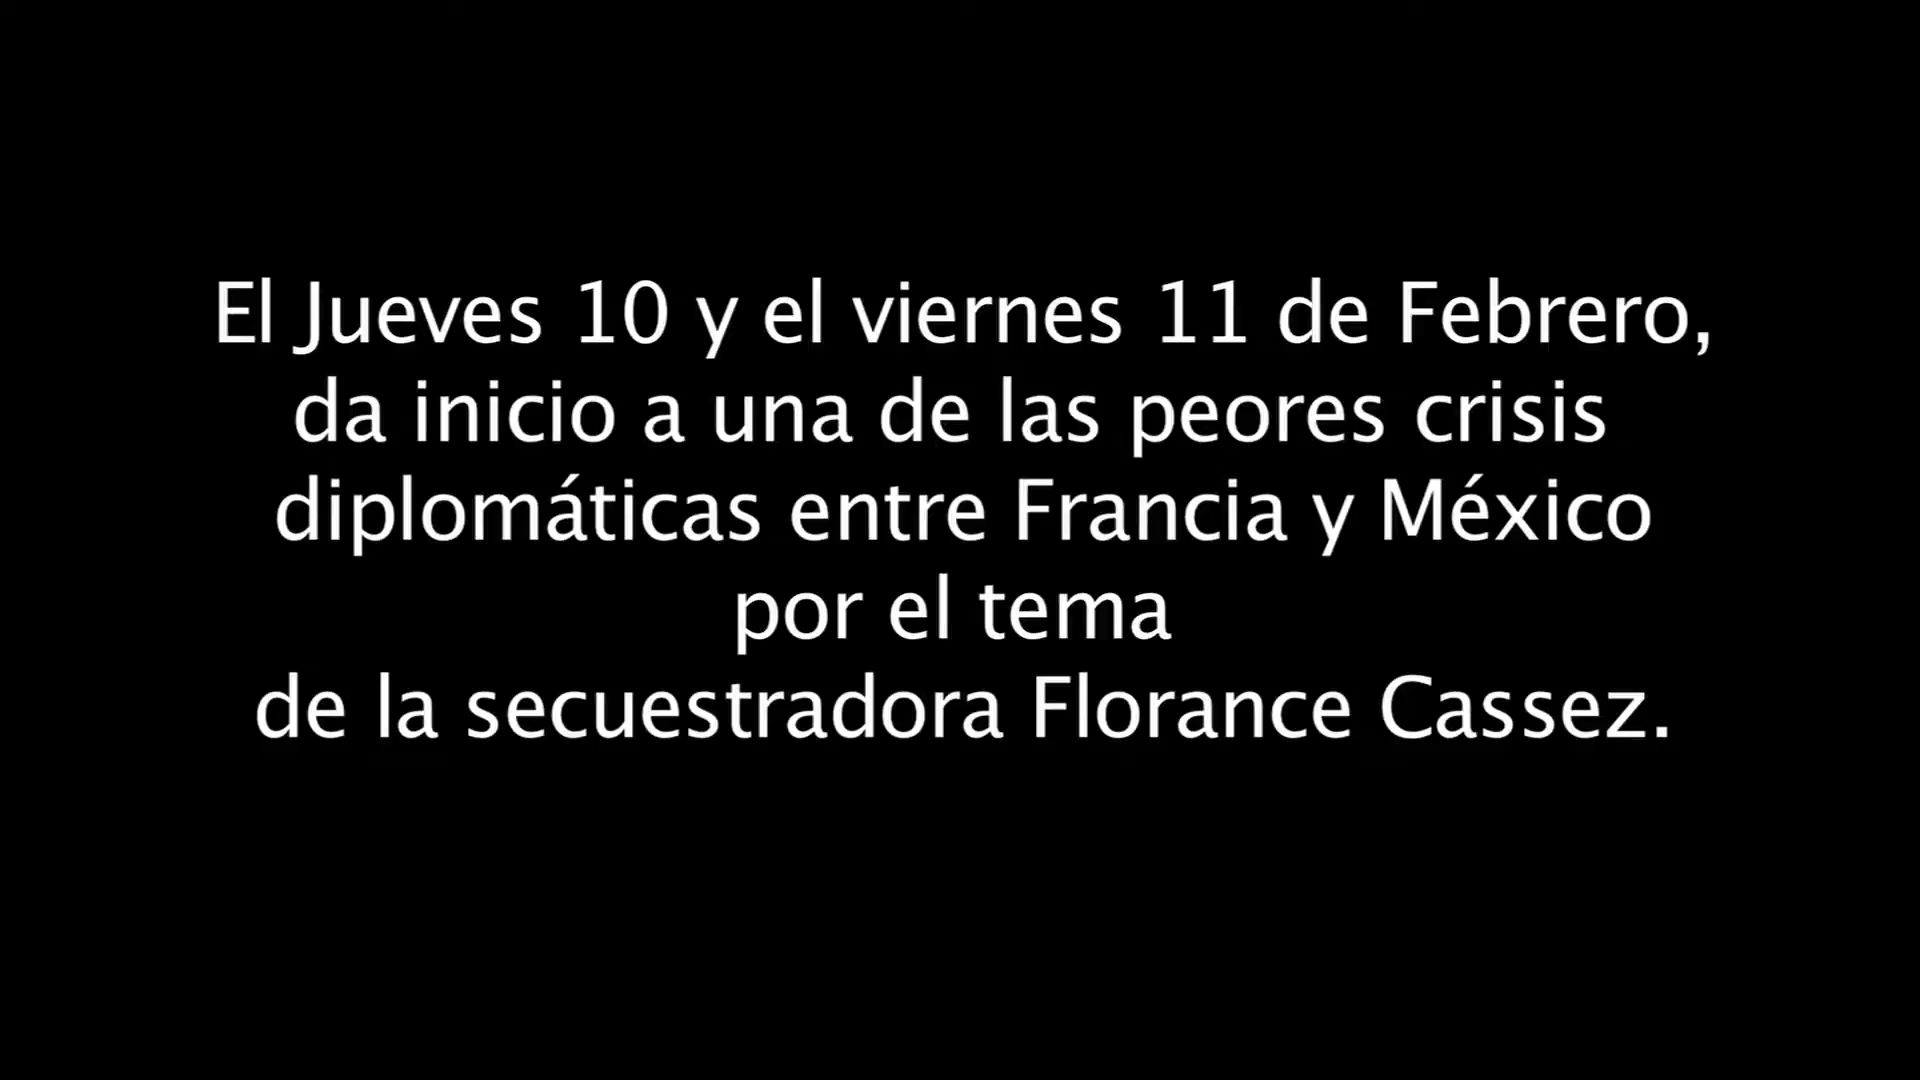 El Jueves 10 y el viernes 11 de Febrero,
da inicio a una de las peores crisis
diplomáticas entre Francia y México
por el tema
de la secuestradora Florance Cassez.